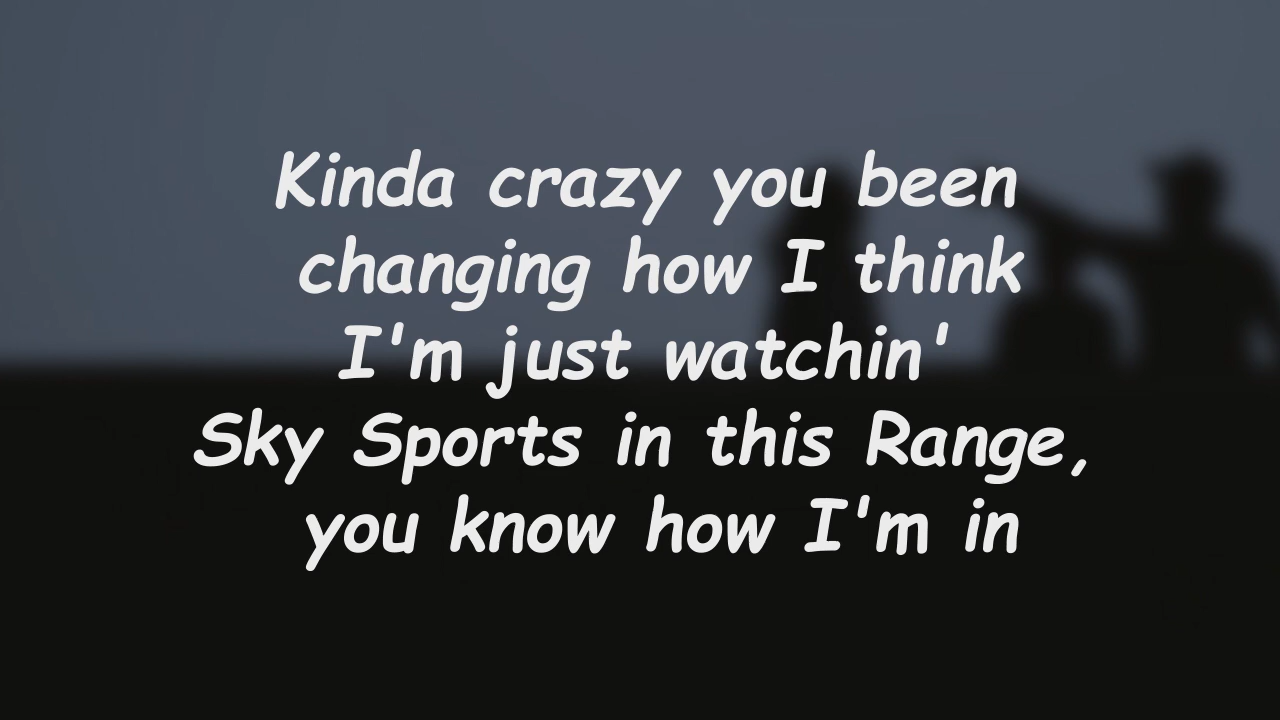 Kinda crazy you been
changing how I think
I'm just watchin'
Sky Sports in this Range,
you know how I'm in